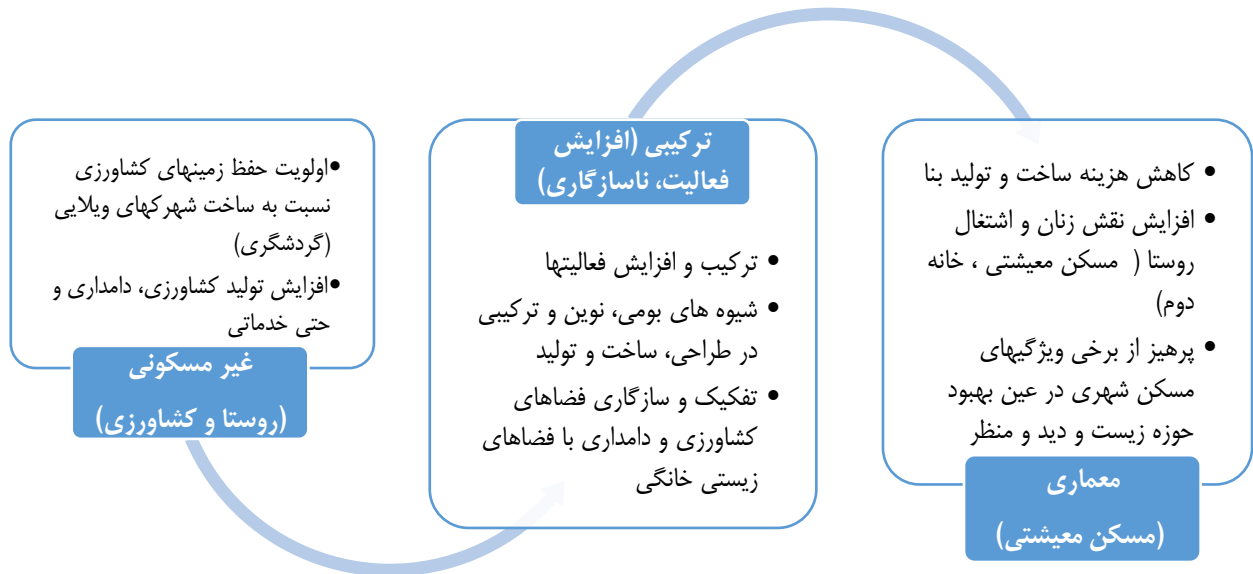 •اولویت حفظ زمینهای کشاورزی
نسبت به ساخت شهرکهای ویلایی
(گردشگری)
•افزایش تولید کشاورزی، دامداری و
حتی خدماتی
غیر مسکونی
(روستا و کشاورزی)
ترکیبی (افزایش
فعالیت، ناسازگاری)
• ترکیب و افزایش فعالیتها
• شیوه های بومی، نوین و ترکیبی
در طراحی، ساخت و تولید
• تفکیک و سازگاری فضاهای
کشاورزی و دامداری با فضاهای
زیستی خانگی
• کاهش هزینه ساخت و تولید بنا
• افزایش نقش زنان و اشتغال
روستا ( مسکن معیشتی ، خانه
دوم)
• پرهیز از برخی ویژگیهای
مسکن شهری در عین بهبود
حوزه زیست و دید و منظر
معماری
(مسکن معیشتی)